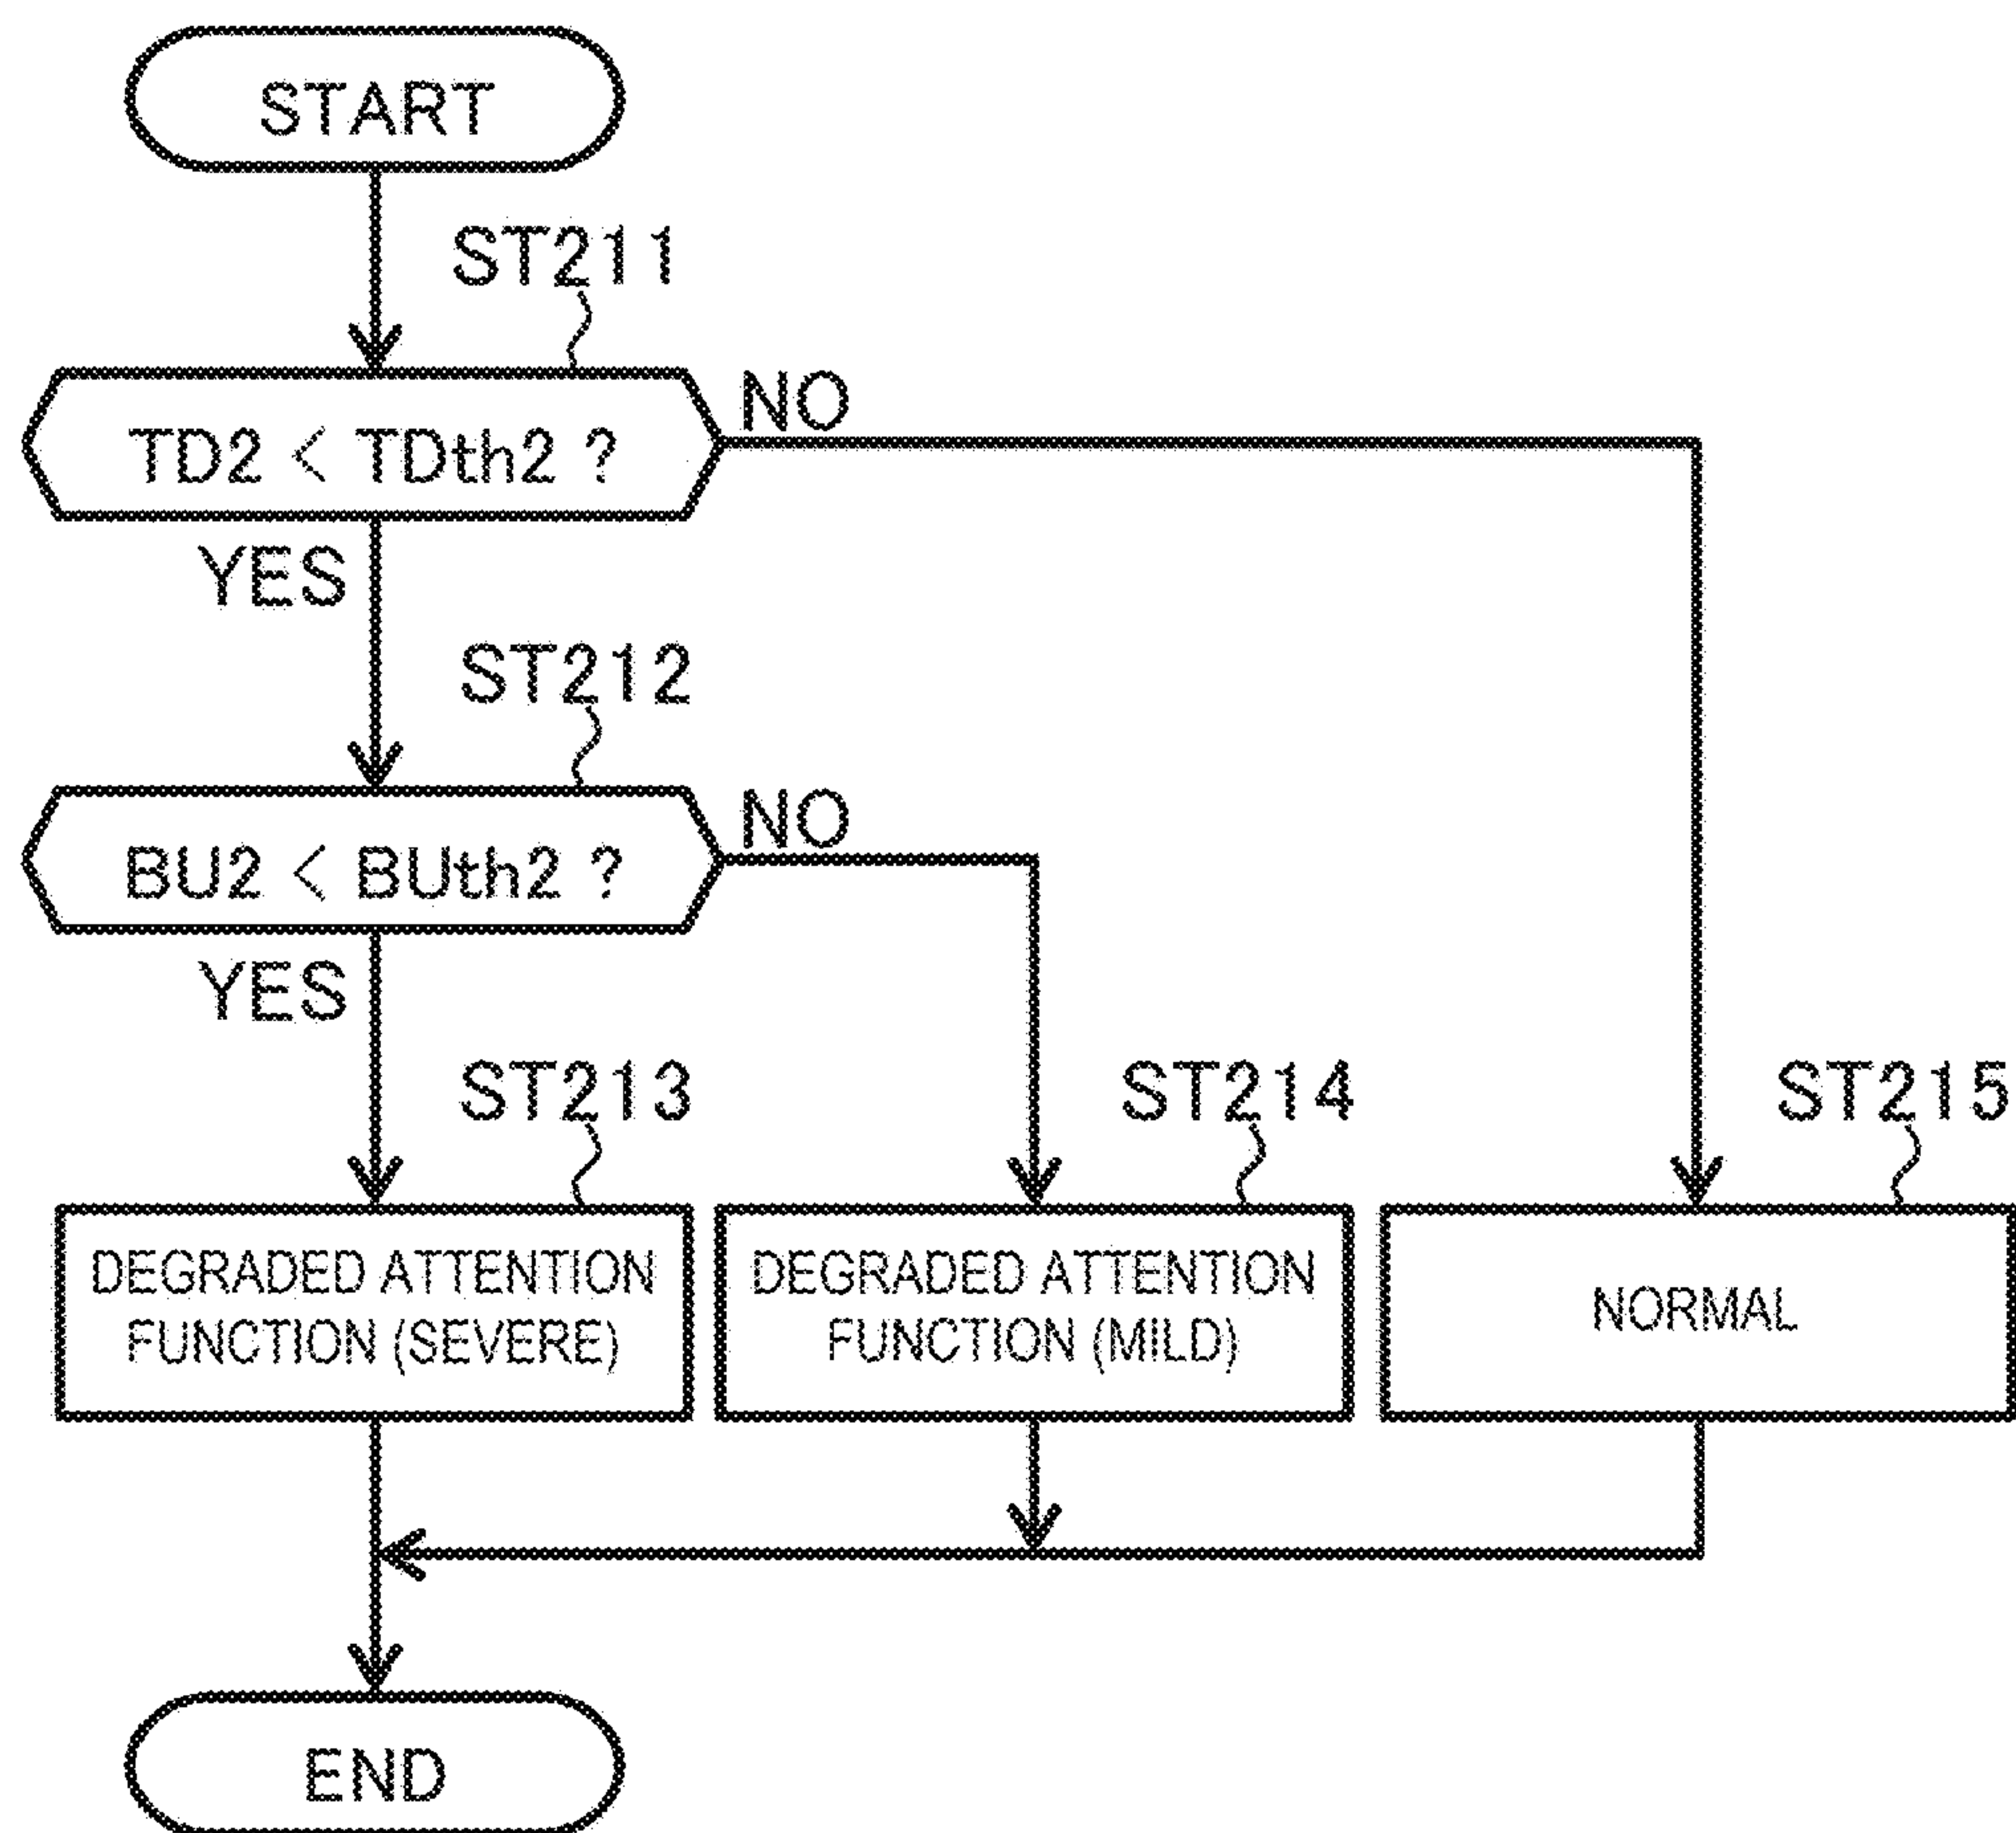 START
ST211
TD2 < TDth2 ?
NO
YES
ST212
BU2 < BUth2 ?
NO
YES
ST213
ST214
ST215
DEGRADED ATTENTION
FUNCTION (SEVERE)
DEGRADED ATTENTION
FUNCTION (MILD)
NORMAL
END